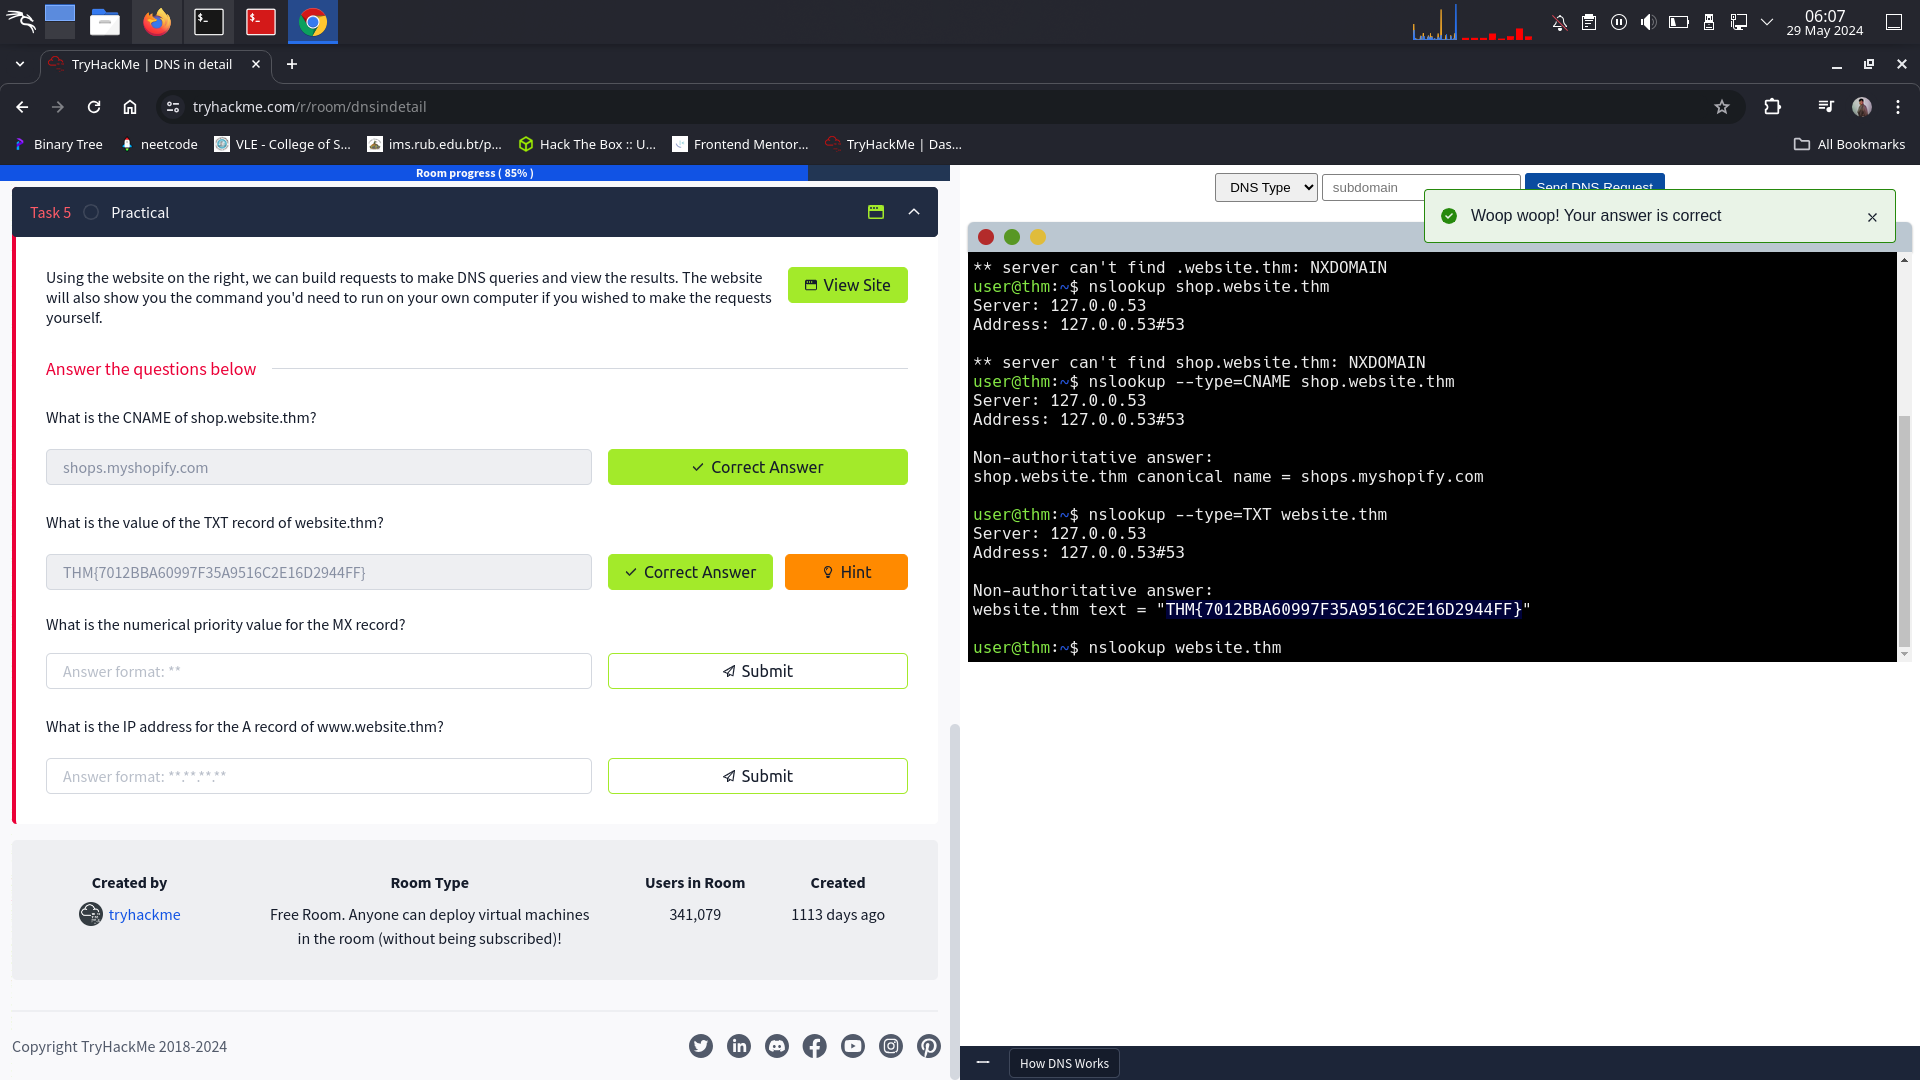 06:07
29 May 2024
TryHackMe | DNS in detail
tryhackme.com/r/room/dnsindetail
Binary Tree
neetcode
VLE - College of S...
ims.rub.edu.bt/p...
Hack The Box :: U...
Frontend Mentor...
TryHackMe | Das...
All Bookmarks
Room progress ( 85% )
Task 5
Practical
Using the website on the right, we can build requests to make DNS queries and view the results. The website
will also show you the command you'd need to run on your own computer if you wished to make the requests
yourself.
View Site
Answer the questions below
What is the CNAME of shop.website.thm?
shops.myshopify.com
Correct Answer
What is the value of the TXT record of website.thm?
THM{7012BBA60997F35A9516C2E16D2944FF}
Correct Answer
Hint
What is the numerical priority value for the MX record?
Answer format: **
Submit
What is the IP address for the A record of www.website.thm?
Answer format: **.**.**.**
Submit
Created by
tryhackme
Room Type
Free Room. Anyone can deploy virtual machines
in the room (without being subscribed)!
Users in Room
341,079
Created
1113 days ago
Copyright TryHackMe 2018-2024
DNS Type
subdomain
Send DNS Request
Woop woop! Your answer is correct
** server can't find .website.thm: NXDOMAIN
user@thm:~$ nslookup shop.website.thm
Server: 127.0.0.53
Address: 127.0.0.53#53
** server can't find shop.website.thm: NXDOMAIN
user@thm:~$ nslookup --type=CNAME shop.website.thm
Server: 127.0.0.53
Address: 127.0.0.53#53
Non-authoritative answer:
shop.website.thm canonical name = shops.myshopify.com
user@thm:~$ nslookup --type=TXT website.thm
Server: 127.0.0.53
Address: 127.0.0.53#53
Non-authoritative answer:
website.thm text = "THM{7012BBA60997F35A9516C2E16D2944FF}"
user@thm:~$ nslookup website.thm
How DNS Works